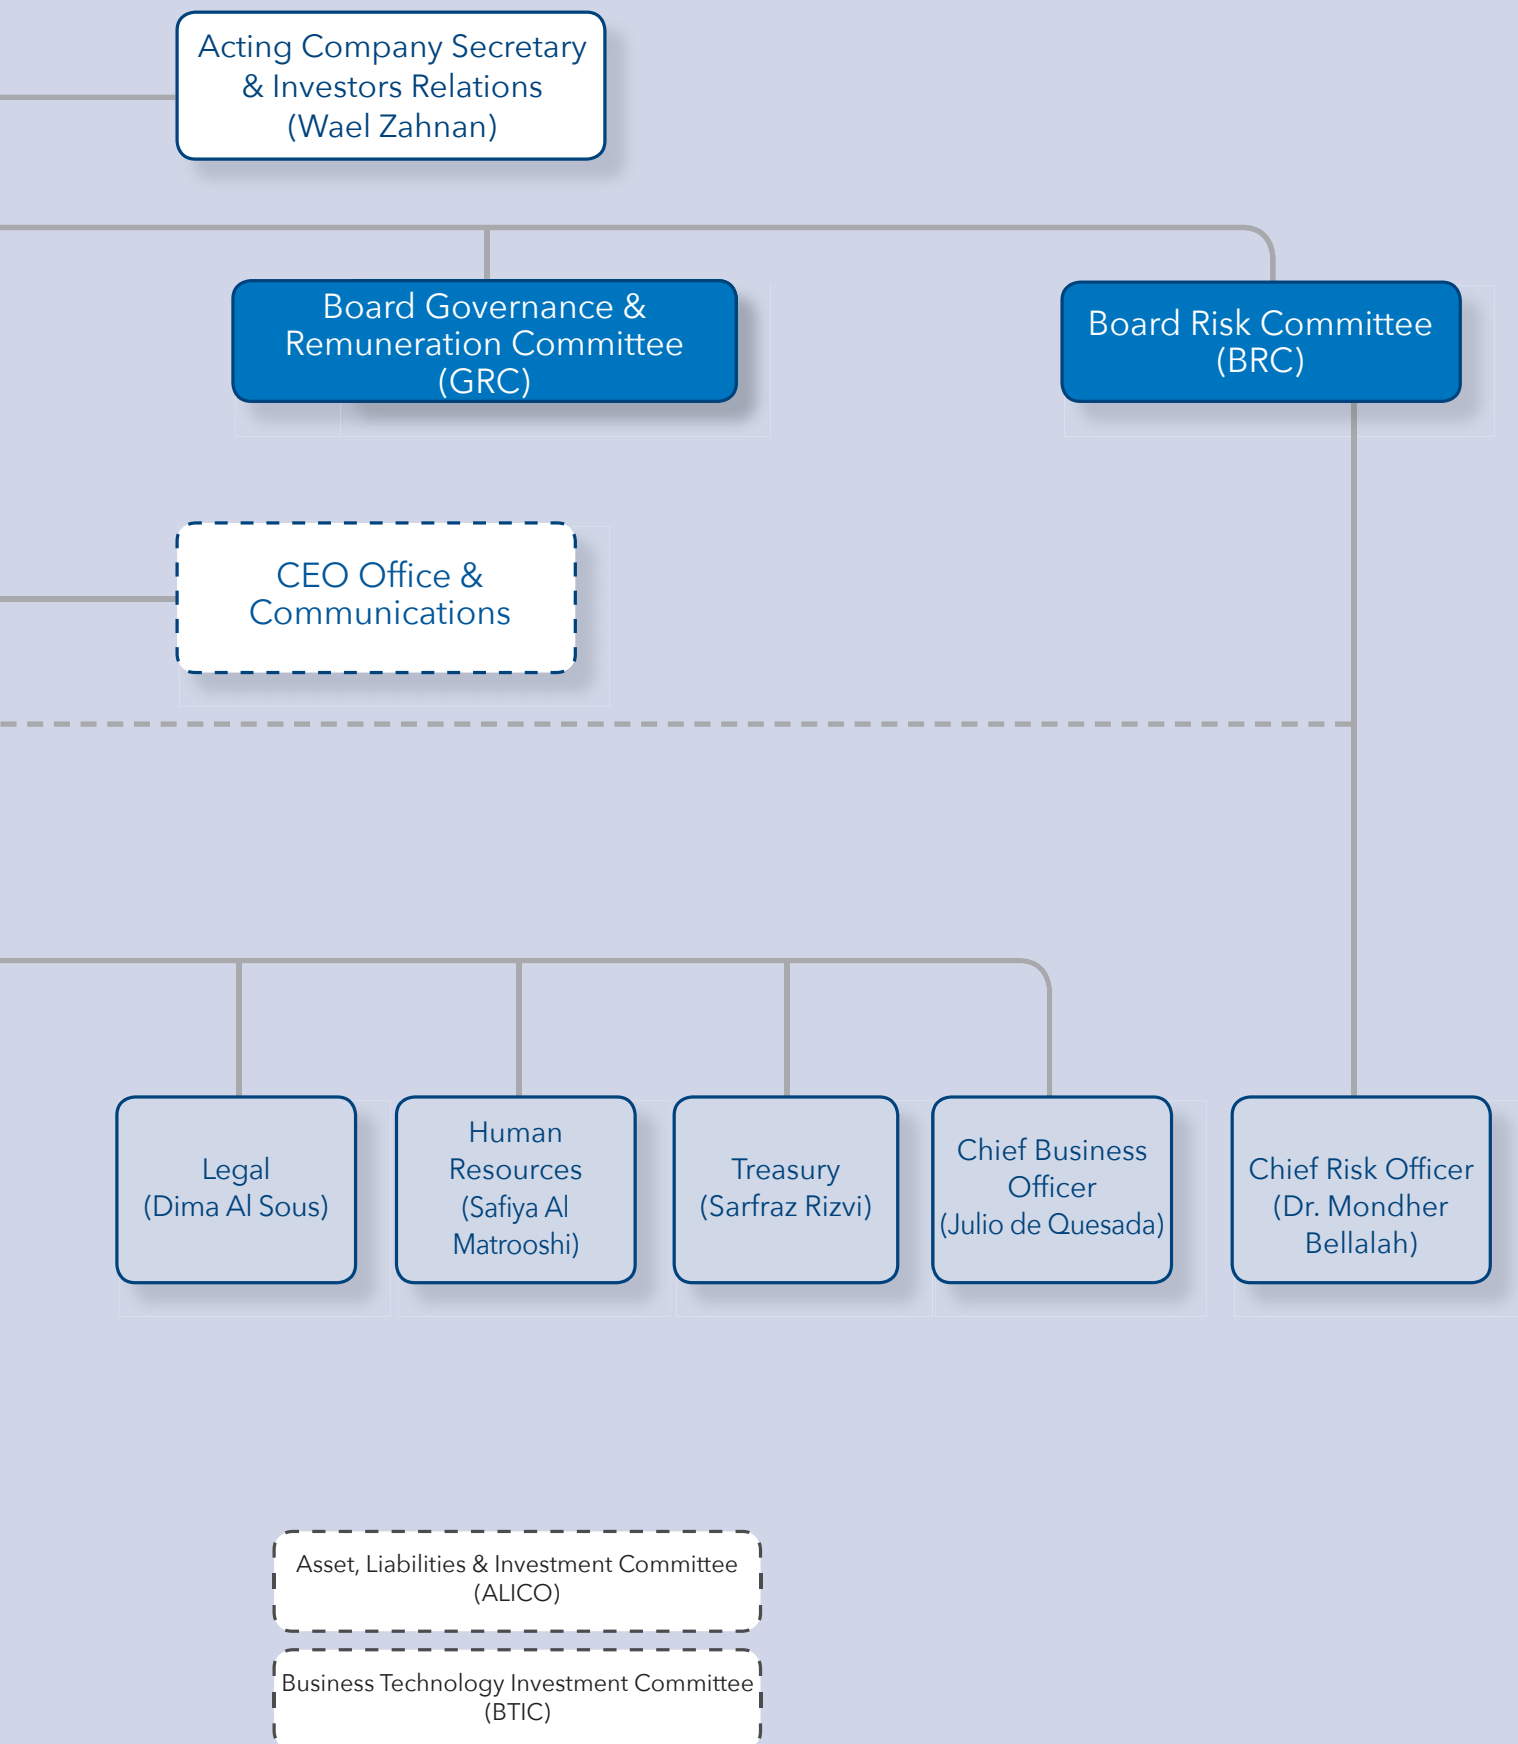 Acting Company Secretary
& Investors Relations
(Wael Zahnan)
Board Governance &
Remuneration Committee
(GRC)
Board Risk Committee
(BRC)
CEO Office &
Communications
Legal
(Dima Al Sous)
Human
Resources
(Safiya Al
Matrooshi)
Treasury
(Sarfraz Rizvi)
Chief Business
Officer
(Julio de Quesada)
Chief Risk Officer
(Dr. Mondher
Bellalah)
Asset, Liabilities & Investment Committee
(ALICO)
Business Technology Investment Committee
(BTIC)